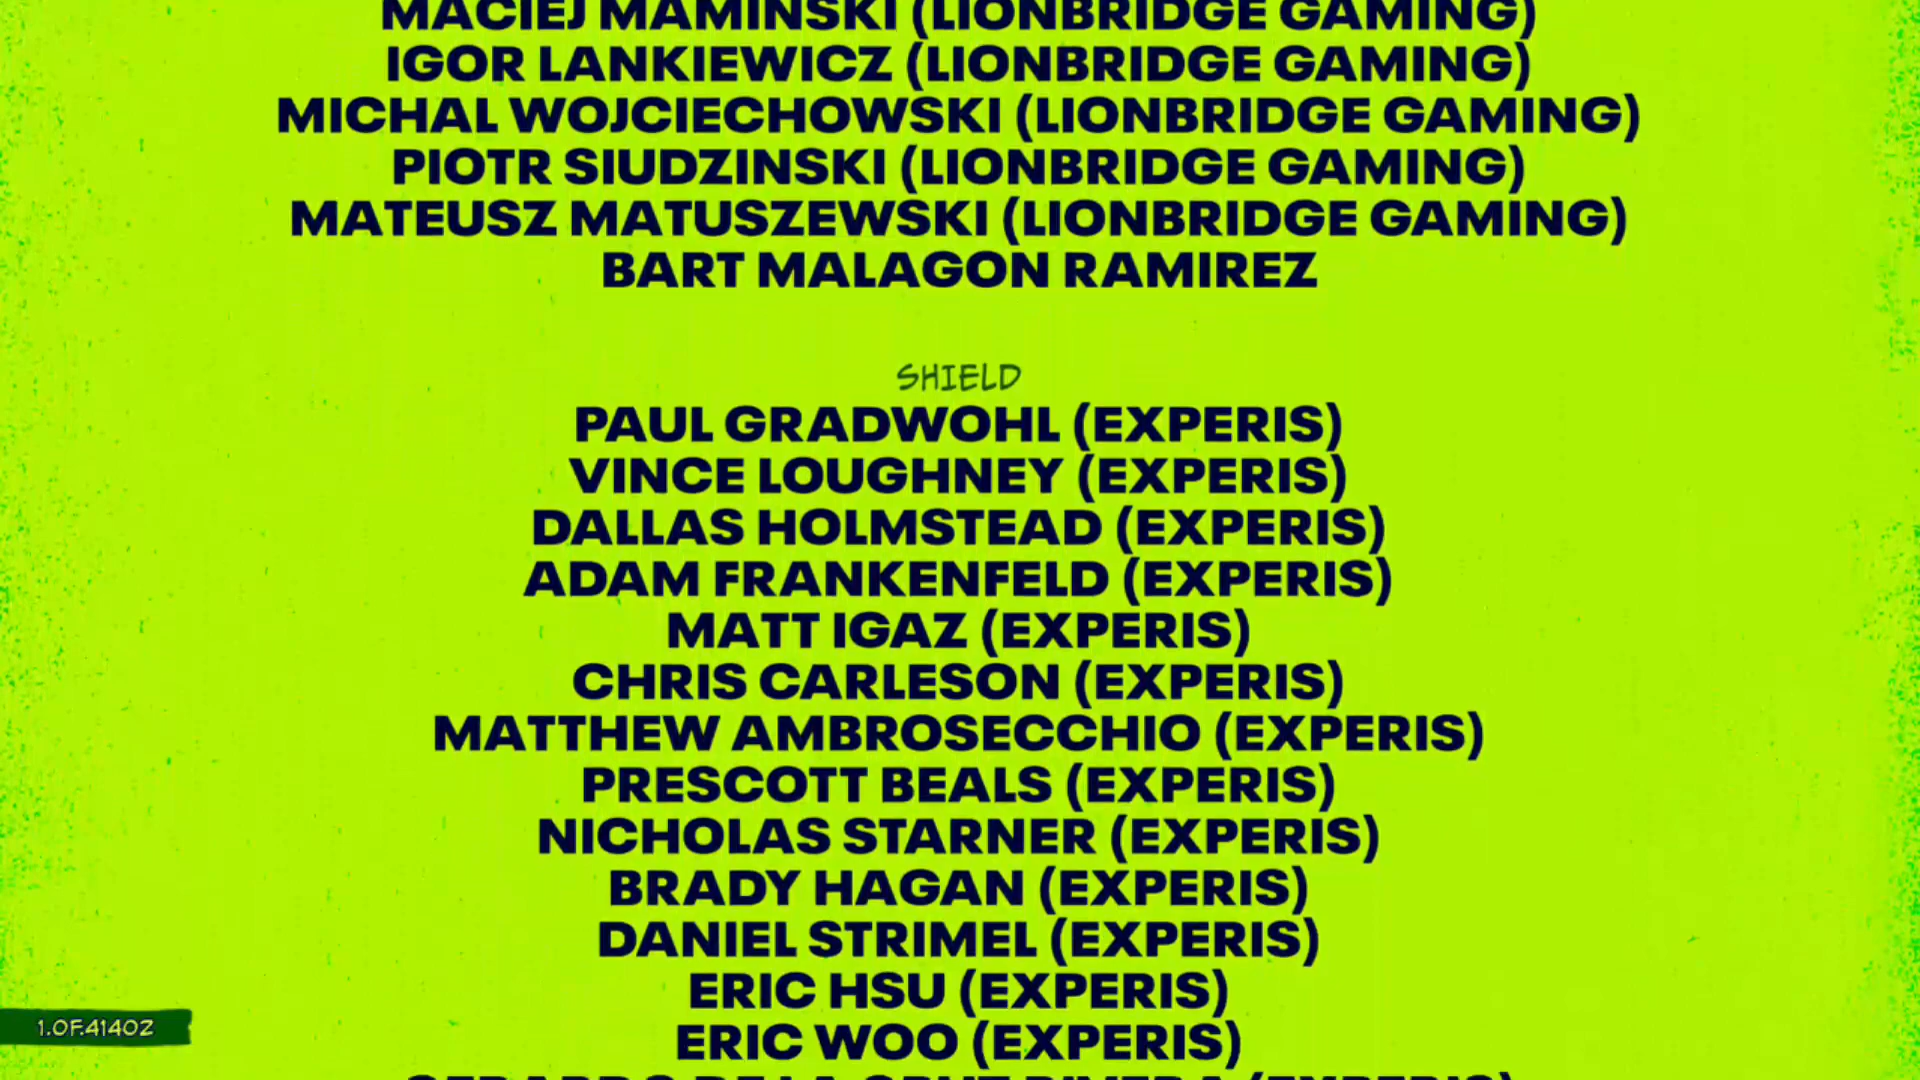 MACIEJ MAMINSKI (LIONBRIDGE GAMING)
IGOR LANKIEWICZ (LIONBRIDGE GAMING)
MICHAL WOJCIECHOWSKI (LIONBRIDGE GAMING)
PIOTR SIUDZINSKI (LIONBRIDGE GAMING)
MATEUSZ MATUSZEWSKI (LIONBRIDGE GAMING)
BART MALAGON RAMIREZ
SHIELD
PAUL GRADWOHL (EXPERIS)
VINCE LOUGHNEY (EXPERIS)
DALLAS HOLMSTEAD (EXPERIS)
ADAM FRANKENFELD (EXPERIS)
MATT IGAZ (EXPERIS)
CHRIS CARLESON (EXPERIS)
MATTHEW AMBROSECCHIO (EXPERIS)
PRESCOTT BEALS (EXPERIS)
NICHOLAS STARNER (EXPERIS)
BRADY HAGAN (EXPERIS)
DANIEL STRIMEL (EXPERIS)
ERIC HSU (EXPERIS)
ERIC WOO (EXPERIS)
1.0F.41402